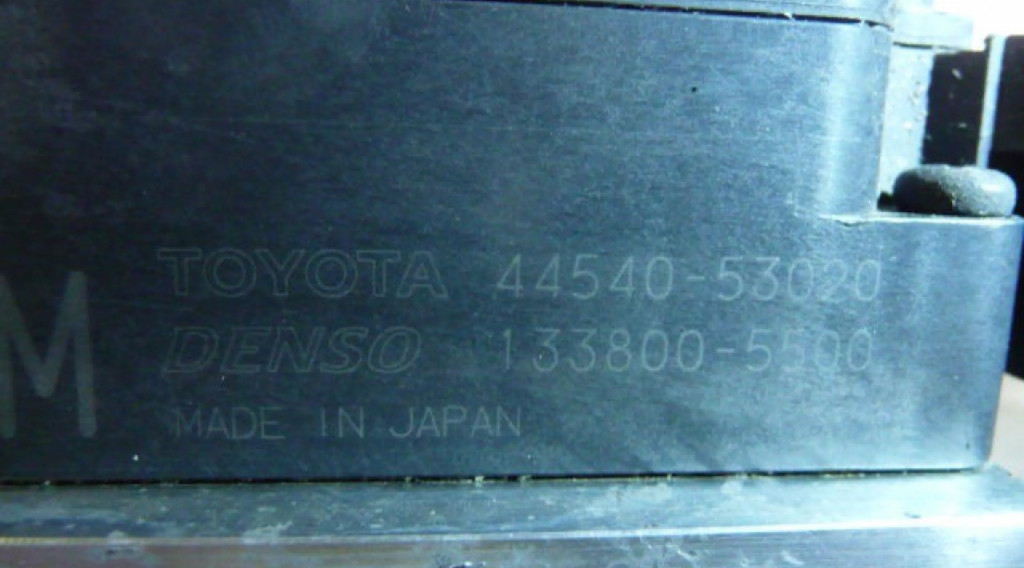 M
TOYOTA 44540-53020
DENSO 133800-5500
MADE IN JAPAN